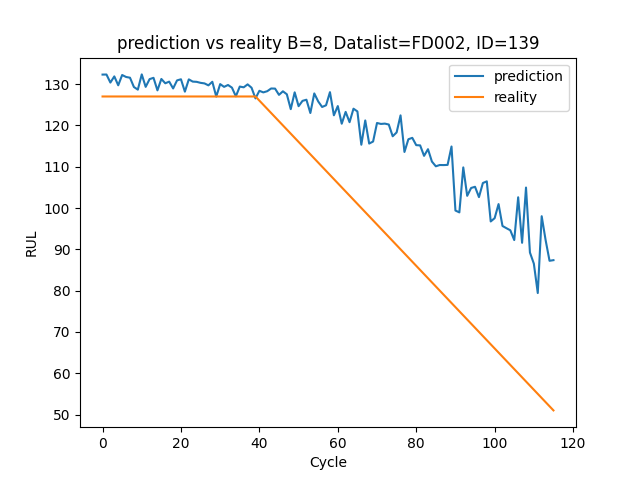 prediction vs reality B=8, Datalist=FD002, ID=139
prediction
reality
RUL
130
120
110
100
90
80
70
60
50
0 20 40 60 80 100 120
Cycle